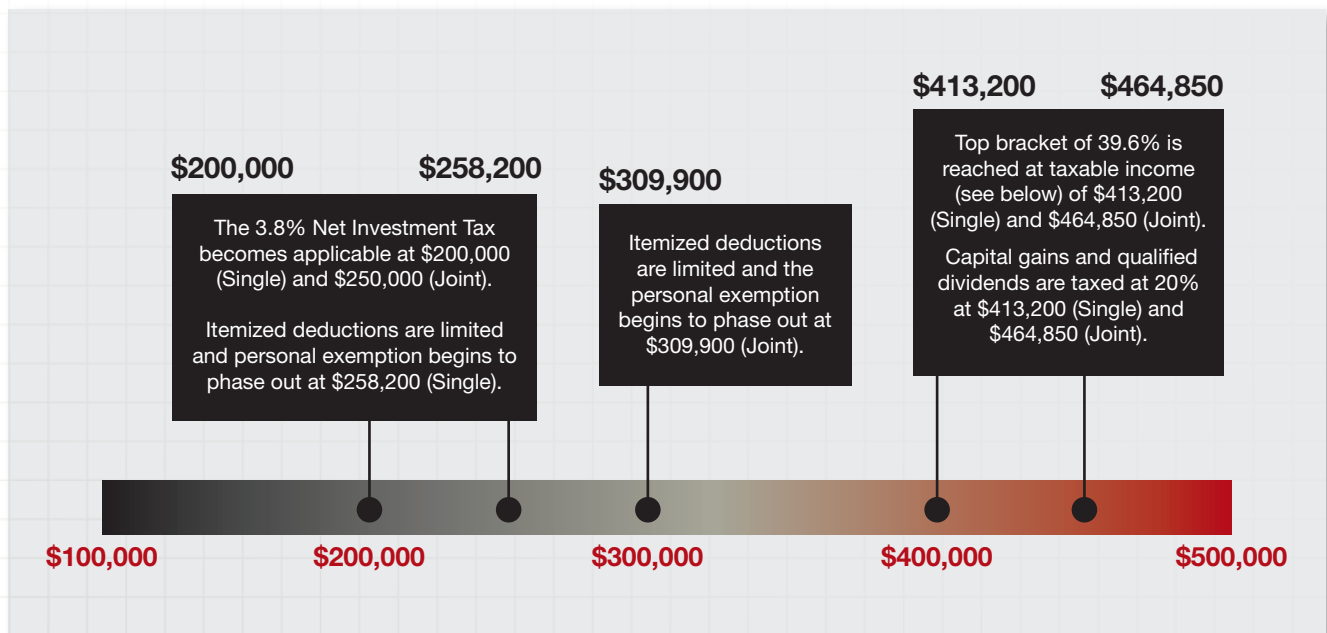 $200,000 $258,200
The 3.8% Net Investment Tax
becomes applicable at $200,000
(Single) and $250,000 (Joint).
Itemized deductions are limited
and personal exemption begins to
phase out at $258,200 (Single).
$309,900
Itemized deductions
are limited and the
personal exemption
begins to phase out at
$309,900 (Joint).
$413,200 $464,850
Top bracket of 39.6% is
reached at taxable income
(see below) of $413,200
(Single) and $464,850 (Joint).
Capital gains and qualified
dividends are taxed at 20%
at $413,200 (Single) and
$464,850 (Joint).
$100,000 $200,000 $300,000 $400,000 $500,000